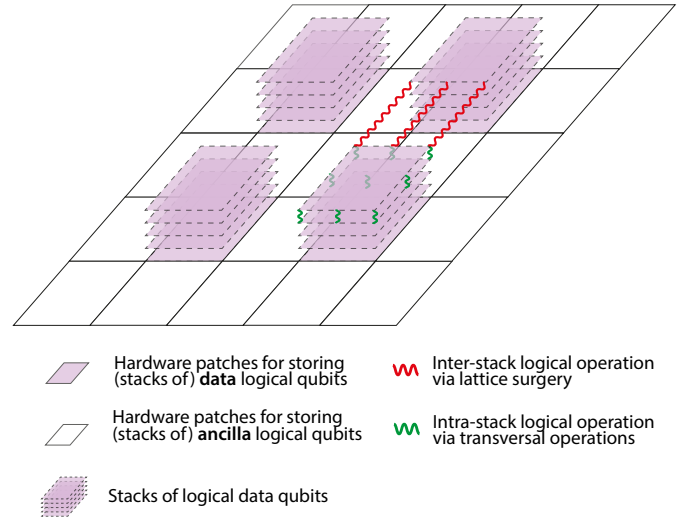 Hardware patches for storing
(stacks of) data logical qubits
Inter-stack logical operation
via lattice surgery
Hardware patches for storing
(stacks of) ancilla logical qubits
Intra-stack logical operation
via transversal operations
Stacks of logical data qubits